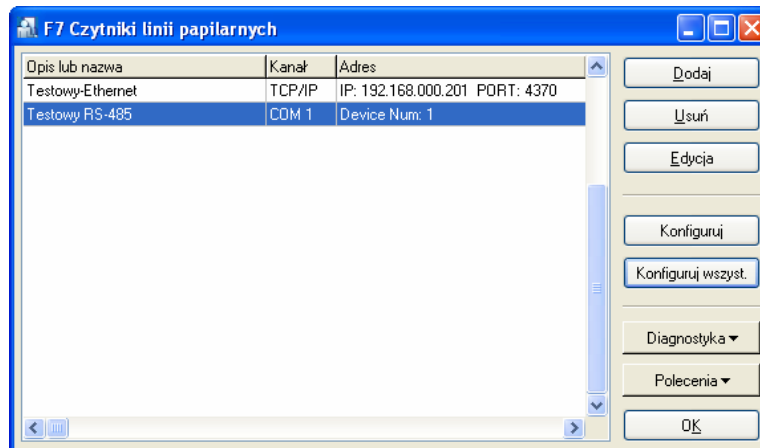 F7 Czytniki linii papilarnych
Opis lub nazwa Kanał Adres
Testowy-Ethernet TCP/IP IP: 192.168.000.201 PORT: 4370
Testowy RS-485 COM 1 Device Num: 1
Dodaj
Usuń
Edycja
Konfiguruj
Konfiguruj wszyst.
Diagnostyka
Polecenia
OK